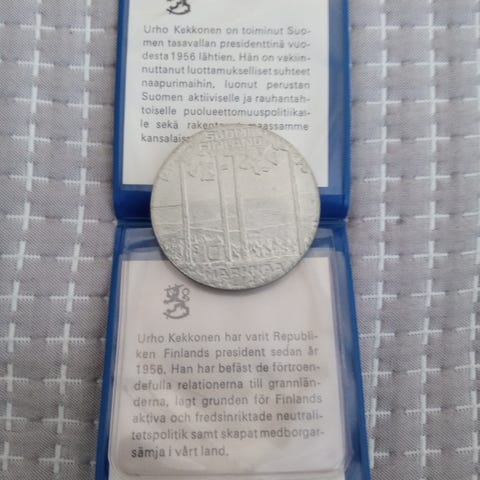 Urho Kekkonen on toiminut Suo-
men tasavallan presidenttinä vuo-
desta 1956 lähtien. Hän on vakiin-
nuttanut luottamukselliset suhteet
naapurimaihin, luonut perustan
Suomen aktiiviselle ja rauhantah-
toiselle puolueettomuuspolitiikal-
le sekä maassamme
SUOMI
FINLAND
MARKKAA
Urho Kekkonen har varit Republi-
ken Finlands president sedan år
1956. Han har befäst de förtroen-
defulla relationerna till grannlän-
derna, lagt grunden för Finlands
aktiva och fredsinriktade neutrali-
tetspolitik samt skapat medborgar-
sämja i vårt land.